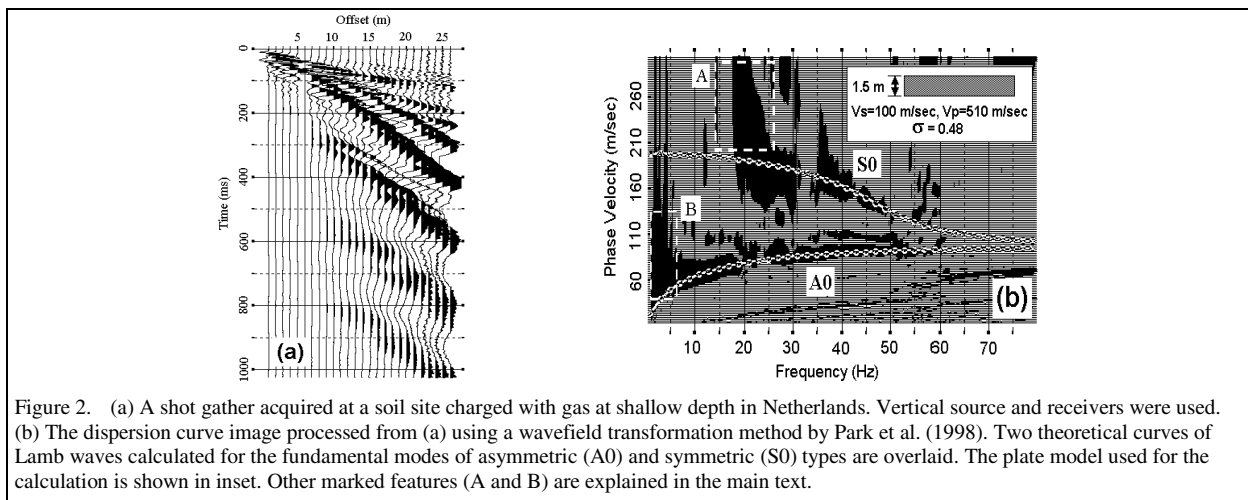 Offset (m)
5 10 15 20 25
0
200
400
600
800
1000
Time (ms)
(a)
A
B
1.5 m
Vs=100 m/sec, Vp=510 m/sec
σ = 0.48
S0
A0
(b)
260
210
160
110
60
Phase Velocity (m/sec)
10 20 30 40 50 60 70
Frequency (Hz)
Figure 2. (a) A shot gather acquired at a soil site charged with gas at shallow depth in Netherlands. Vertical source and receivers were used.
(b) The dispersion curve image processed from (a) using a wavefield transformation method by Park et al. (1998). Two theoretical curves of
Lamb waves calculated for the fundamental modes of asymmetric (A0) and symmetric (S0) types are overlaid. The plate model used for the
calculation is shown in inset. Other marked features (A and B) are explained in the main text.